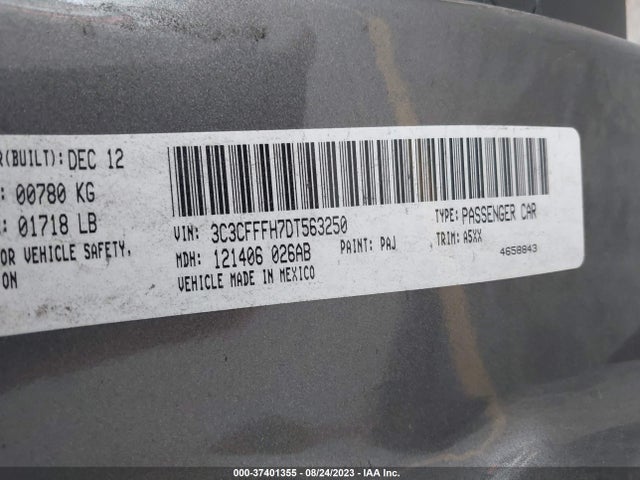 R(BUILT): DEC 12
: 00780 KG
: 01718 LB
OR VEHICLE SAFETY,
ON
VIN: 3C3CFFFH7DT563250
TYPE: PASSENGER CAR
MDH: 121406 026AB
PAINT: PAJ
TRIM: A5XX
VEHICLE MADE IN MEXICO
4658843
000-37401355 - 08/24/2023 - IAA Inc.